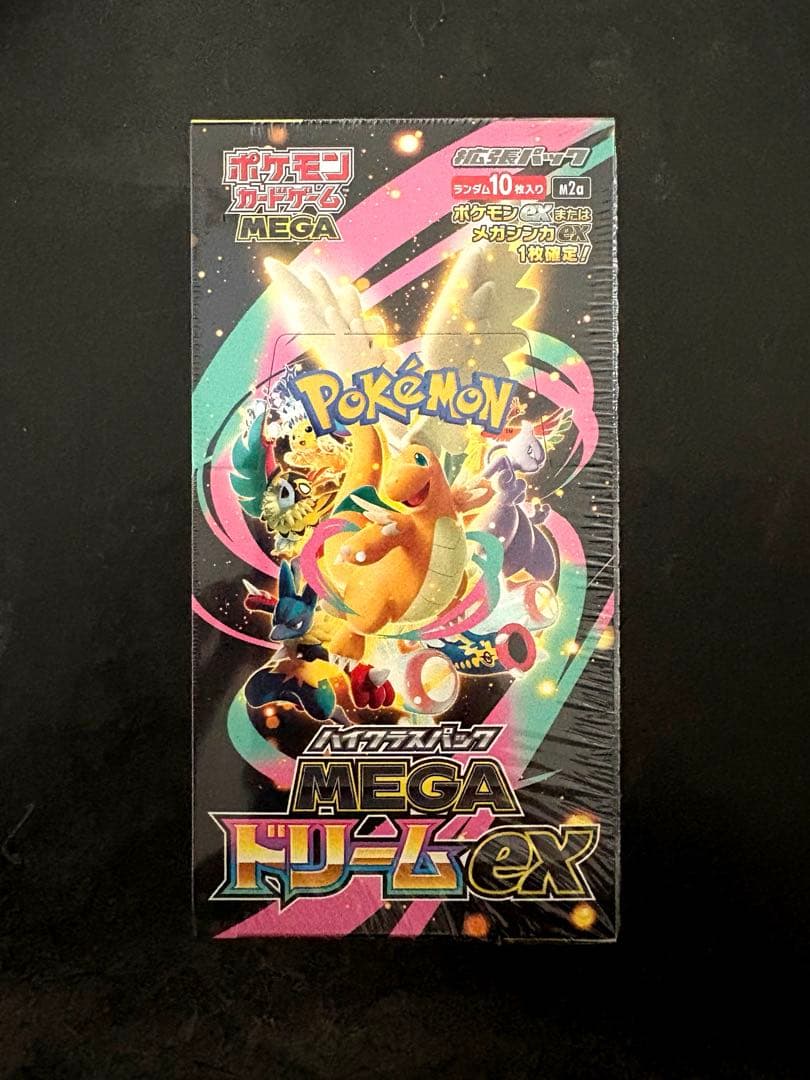 ポケモン
カードゲーム
MEGA
拡張パック
ランダム10枚入り
M2a
ポケモンexまたは
メガシンカex
1枚確定!
POKéMON
ハイクラスパック
MEGA
ドリームex